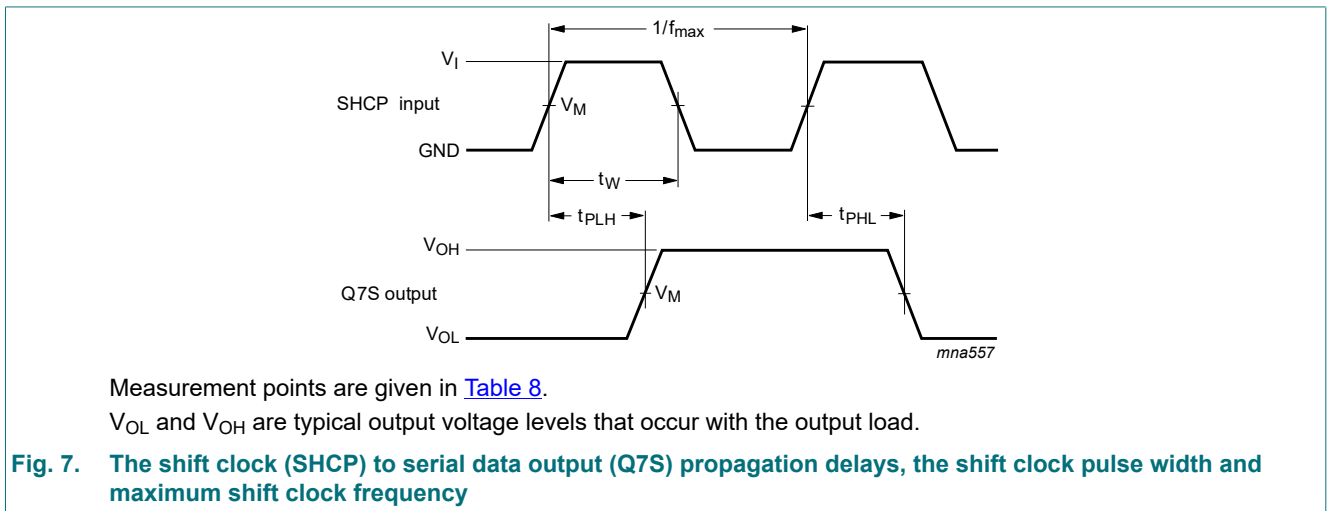 1/fmax
VI
SHCP input
VM
GND
tW
tPLH
tPHL
VOH
Q7S output
VM
VOL
mna557
Measurement points are given in Table 8.
VOL and VOH are typical output voltage levels that occur with the output load.
Fig. 7. The shift clock (SHCP) to serial data output (Q7S) propagation delays, the shift clock pulse width and
maximum shift clock frequency